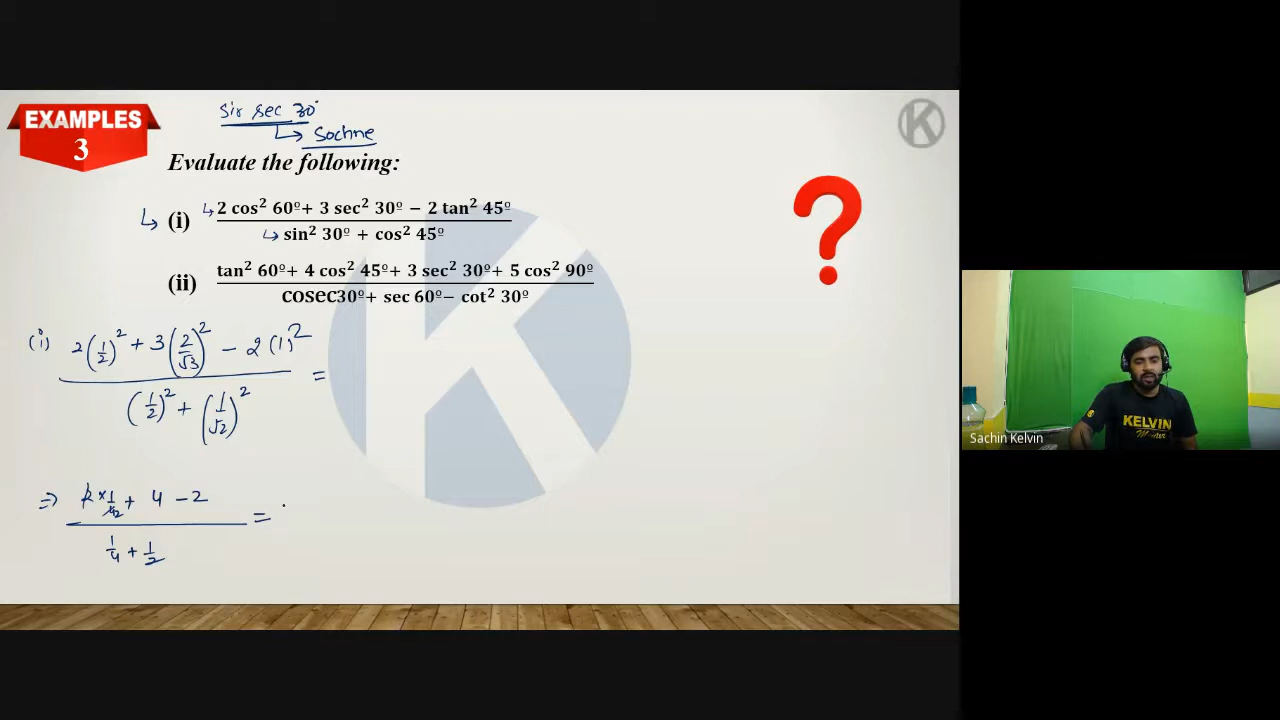 EXAMPLES
3
Sir sec 30°
↳ Sochne
Evaluate the following:
↳ (i) ↳ 2 cos² 60º+ 3 sec² 30º − 2 tan² 45º
↳ sin² 30º + cos² 45º
(ii) tan² 60º+ 4 cos² 45º+ 3 sec² 30º+ 5 cos² 90º
cosec30º+ sec 60º− cot² 30º
(i) 2(1/2)² + 3(2/√3)² − 2(1)²
(1/2)² + (1/√2)² =
⇒ 2 × 1/42 + 4 − 2
1/4 + 1/2 =
K
Sachin Kelvin
KELVIN